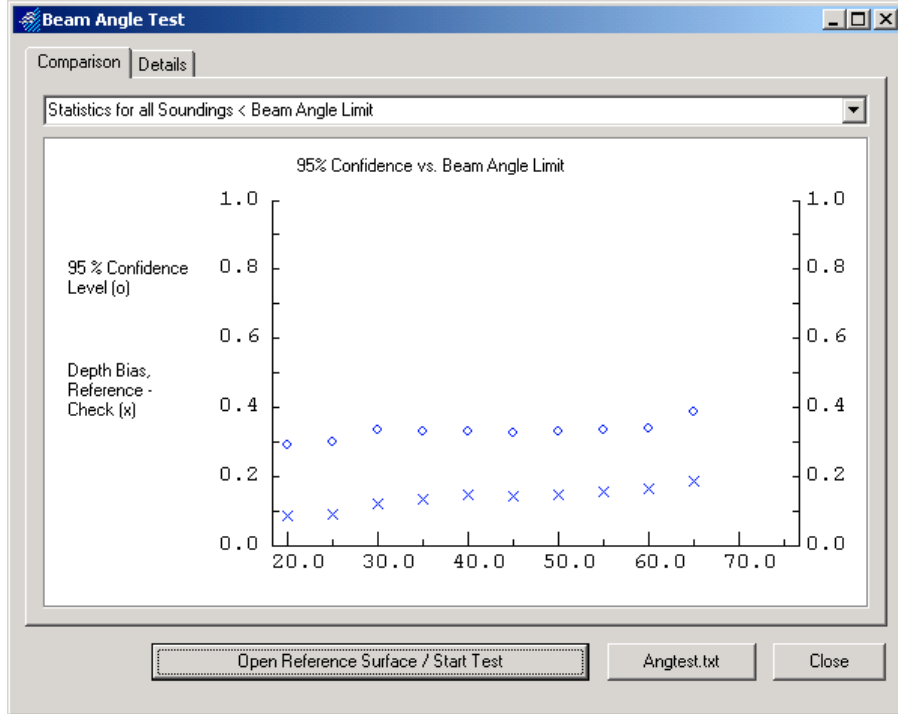 Beam Angle Test
Comparison
Details
Statistics for all Soundings < Beam Angle Limit
95% Confidence vs. Beam Angle Limit
95 % Confidence
Level (o)
Depth Bias,
Reference -
Check (x)
1.0
0.8
0.6
0.4
0.2
0.0
1.0
0.8
0.6
0.4
0.2
0.0
20.0 30.0 40.0 50.0 60.0 70.0
Open Reference Surface / Start Test
Angtest.txt
Close